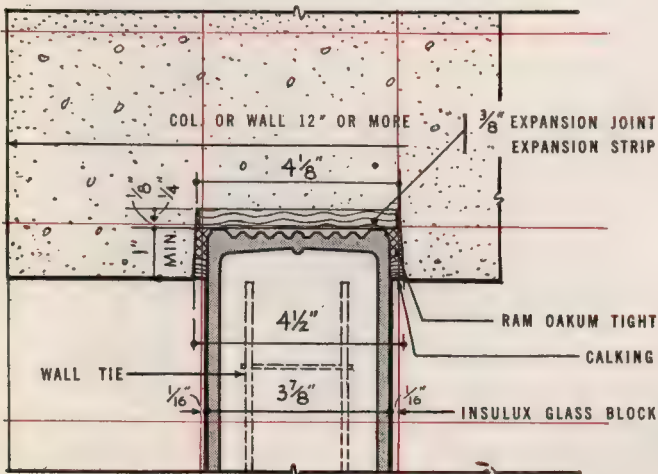 COL. OR WALL 12" OR MORE
3/8" EXPANSION JOINT
EXPANSION STRIP
4 1/8"
1/8"
1/4"
1"
MIN.
4 1/2"
RAM OAKUM TIGHT
CALKING
WALL TIE
3 7/8"
1/16"
1/16"
INSULUX GLASS BLOCK